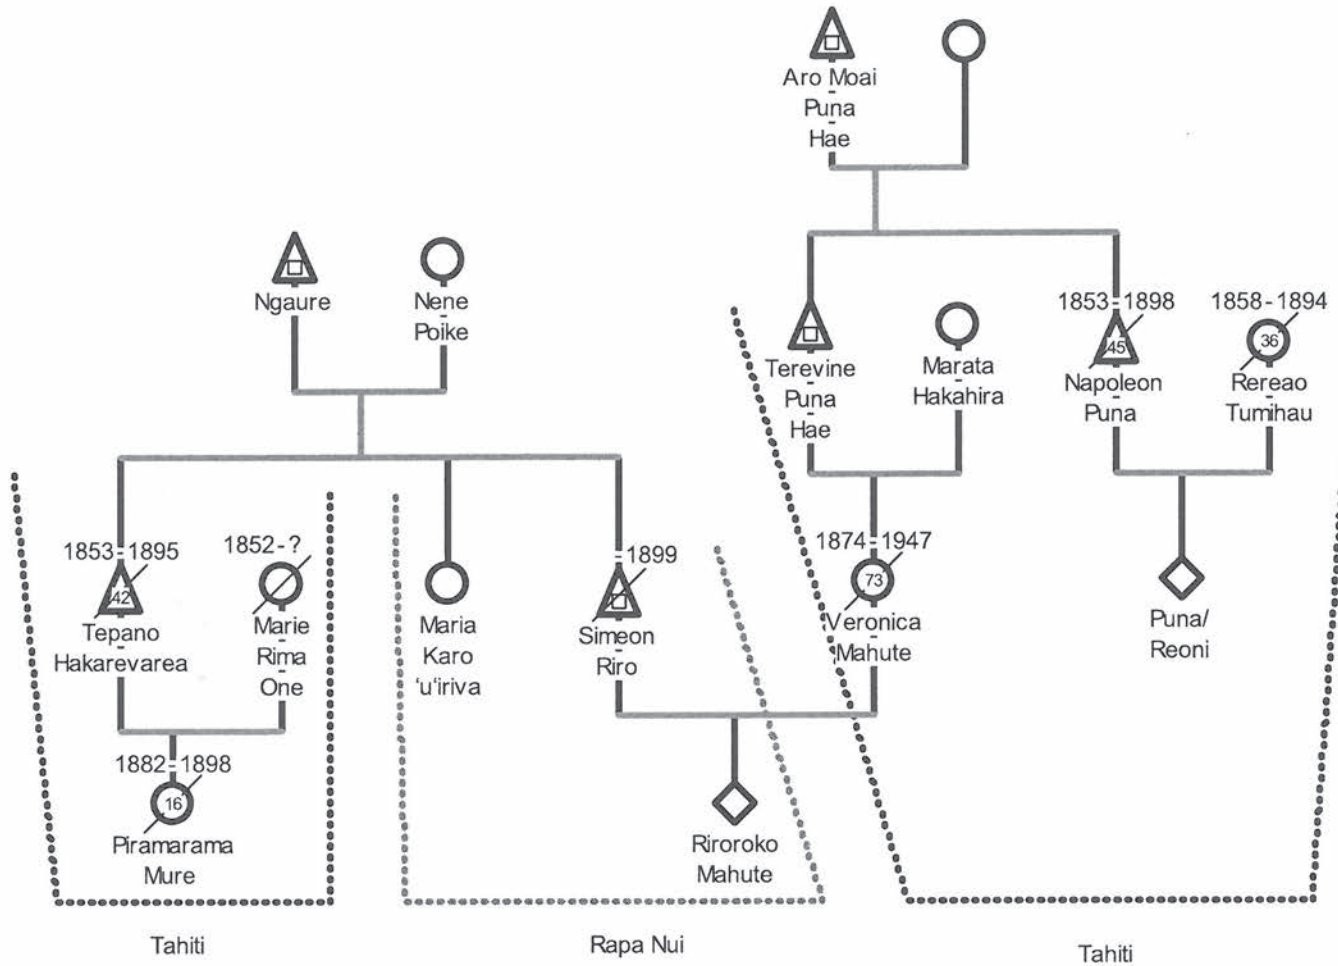 Aro Moai
Puna
Hae
Ngaure
Nene
Poike
Terevine
Puna
Hae
Marata
Hakahira
1853-1898
45
Napoleon
Puna
1858-1894
36
Rereao
Tumihau
1853-1895
42
Tepano
Hakarevarea
1852-?
Marie
Rima
One
Maria
Karo
'u'iriva
- 1899
Simeon
Riro
1874-1947
73
Veronica
Mahute
Puna/
Reoni
1882-1898
16
Piramarama
Mure
Riroroko
Mahute
Tahiti
Rapa Nui
Tahiti